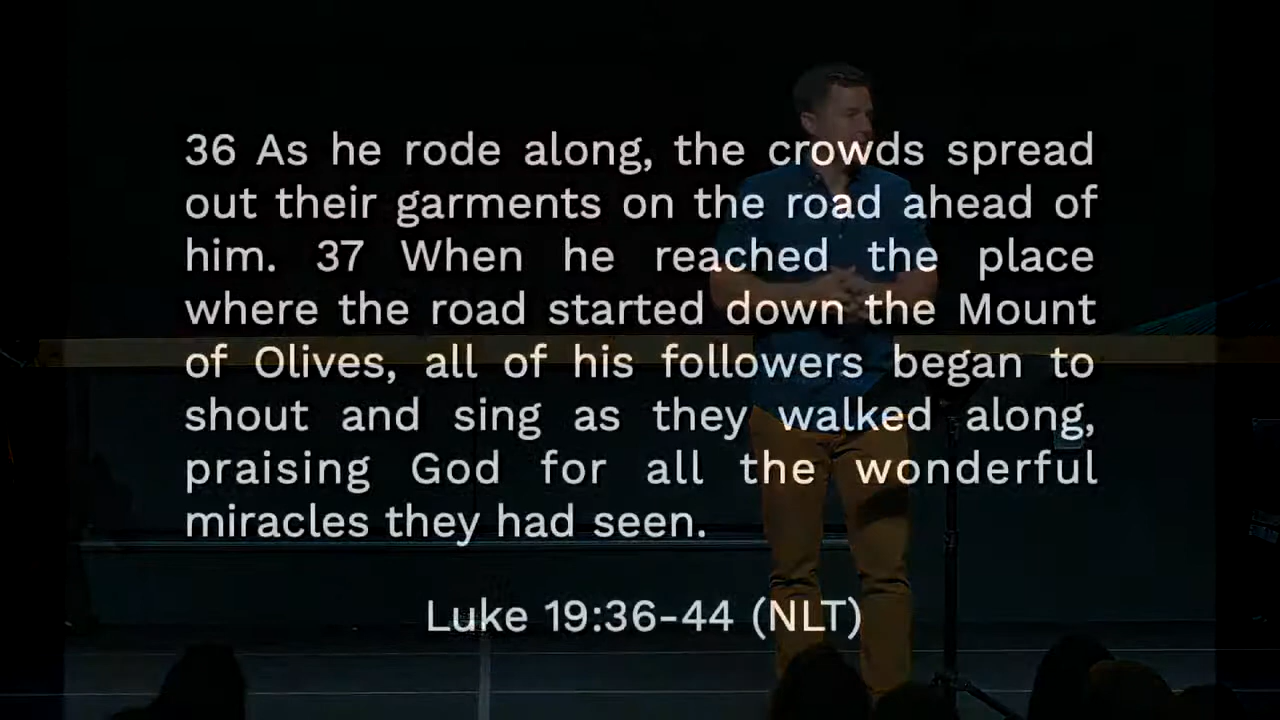 36 As he rode along, the crowds spread
out their garments on the road ahead of
him. 37 When he reached the place
where the road started down the Mount
of Olives, all of his followers began to
shout and sing as they walked along,
praising God for all the wonderful
miracles they had seen.
Luke 19:36-44 (NLT)